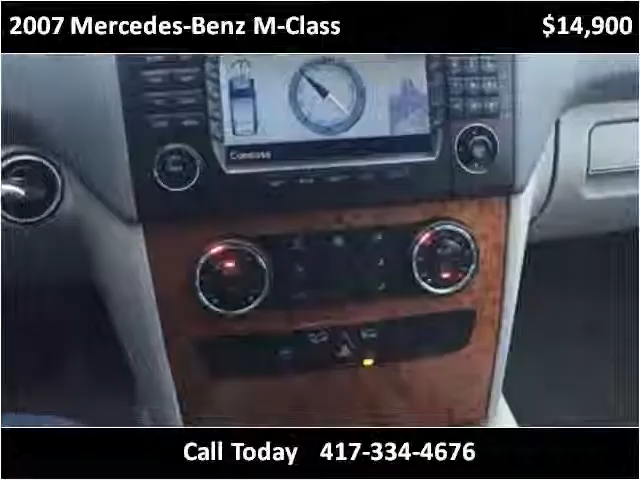 2007 Mercedes-Benz M-Class $14,900
Compass
Call Today 417-334-4676